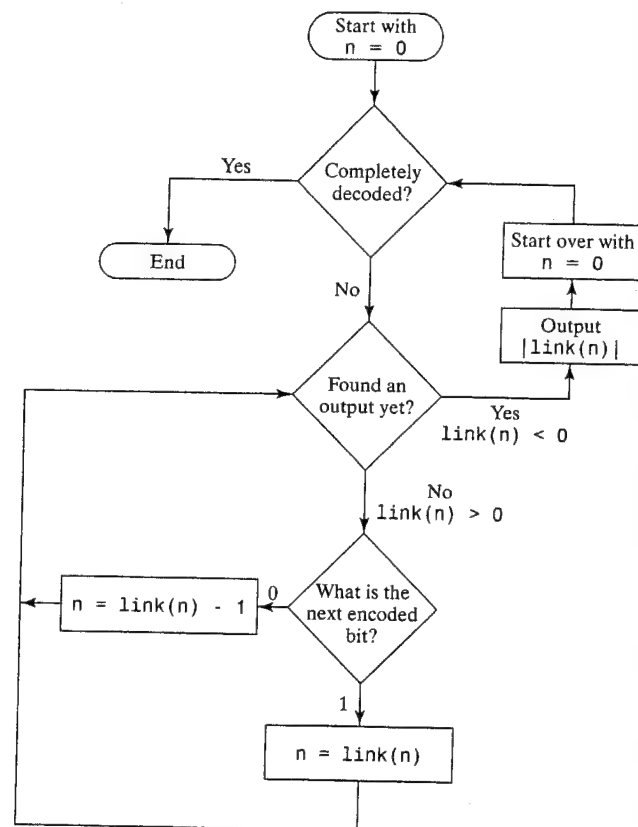 Start with
n = 0
Completely
decoded?
Yes
End
No
Start over with
n = 0
Output
|link(n)|
Found an
output yet?
Yes
link(n) < 0
No
link(n) > 0
What is the
next encoded
bit?
0
n = link(n) - 1
1
n = link(n)